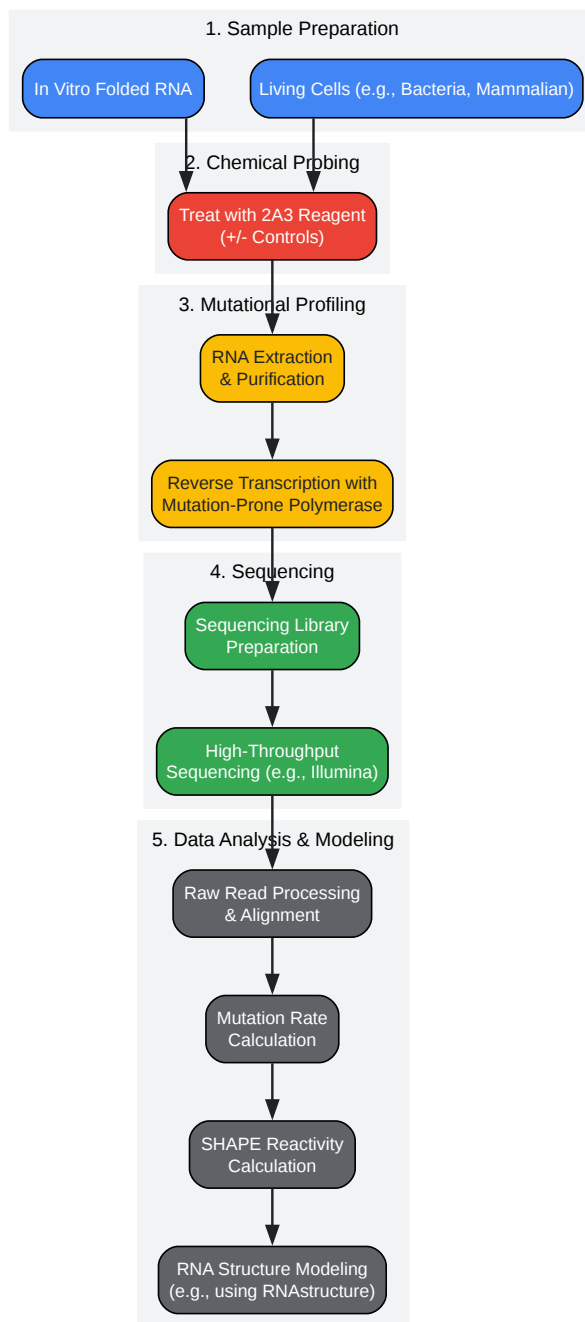 1. Sample Preparation
In Vitro Folded RNA
Living Cells (e.g., Bacteria, Mammalian)
2. Chemical Probing
Treat with 2A3 Reagent
(+/- Controls)
3. Mutational Profiling
RNA Extraction
& Purification
Reverse Transcription with
Mutation-Prone Polymerase
4. Sequencing
Sequencing Library
Preparation
High-Throughput
Sequencing (e.g., Illumina)
5. Data Analysis & Modeling
Raw Read Processing
& Alignment
Mutation Rate
Calculation
SHAPE Reactivity
Calculation
RNA Structure Modeling
(e.g., using RNAstructure)